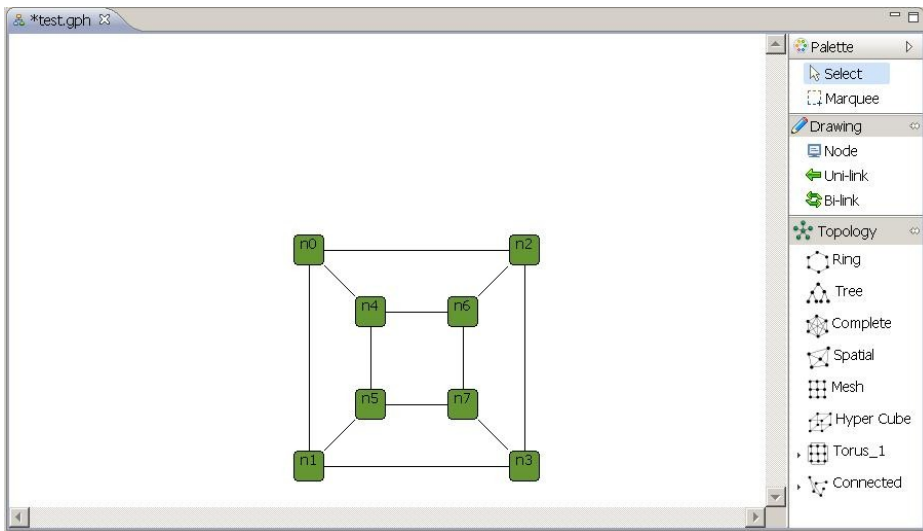 *test.gph
Palette
Select
Marquee
Drawing
Node
Uni-link
Bi-link
Topology
Ring
Tree
Complete
Spatial
Mesh
Hyper Cube
Torus_1
Connected
n0 n2
n4 n6
n5 n7
n1 n3